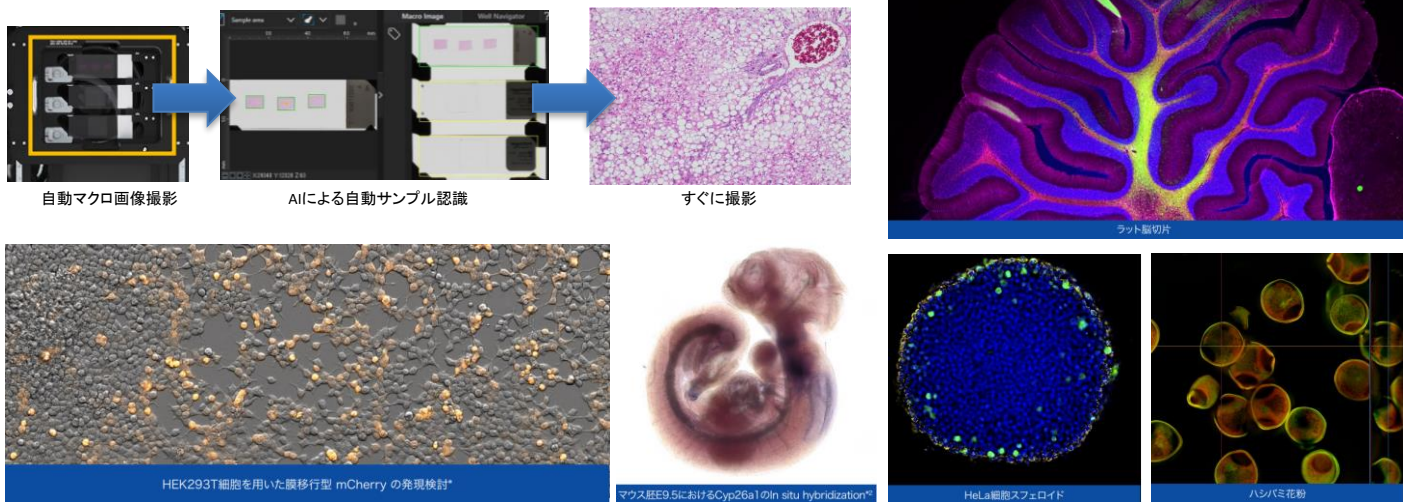 Sample area
Macro Image
Well Navigator
自動マクロ画像撮影
AIによる自動サンプル認識
すぐに撮影
ラット脳切片
HEK293T細胞を用いた膜移行型 mCherry の発現検討*
マウス胚E9.5におけるCyp26a1のIn situ hybridization*²
HeLa細胞スフェロイド
ハシバミ花粉